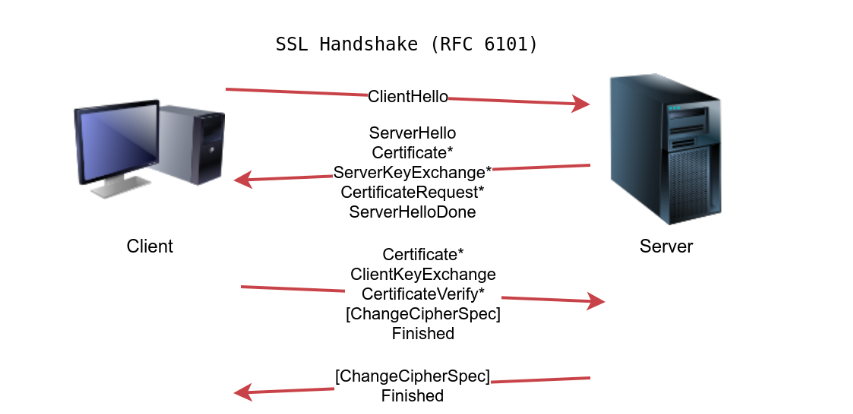 SSL Handshake (RFC 6101)
ClientHello
ServerHello
Certificate*
ServerKeyExchange*
CertificateRequest*
ServerHelloDone
Client
Server
Certificate*
ClientKeyExchange
CertificateVerify*
[ChangeCipherSpec]
Finished
[ChangeCipherSpec]
Finished